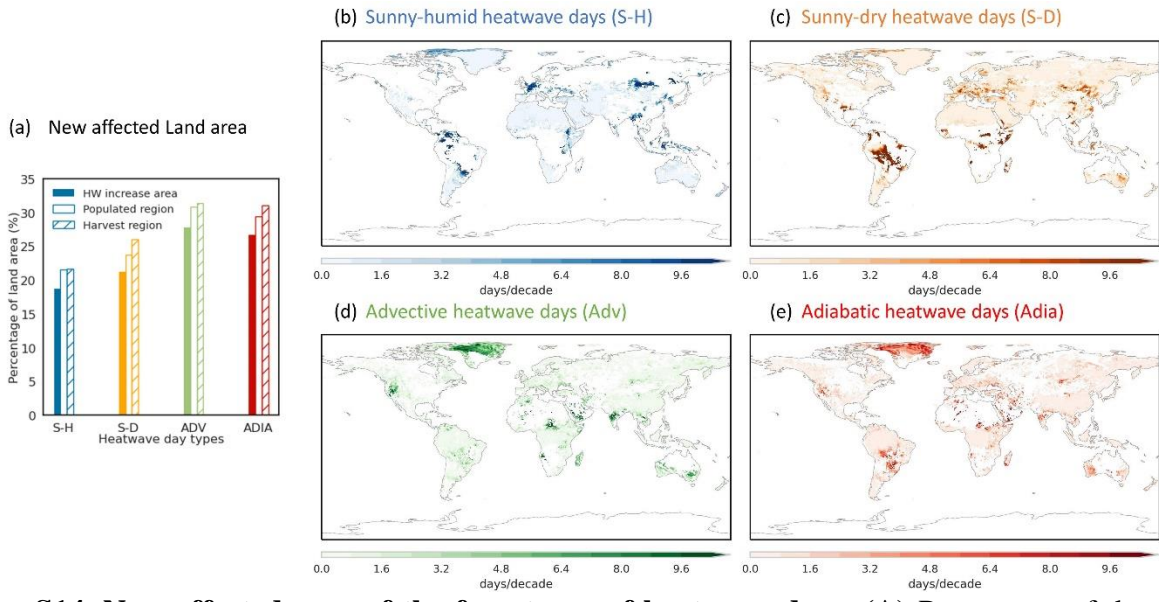 (b) Sunny-humid heatwave days (S-H)
(c) Sunny-dry heatwave days (S-D)
(a) New affected Land area
35
30
25
20
15
10
5
0
Percentage of land area (%)
HW increase area
Populated region
Harvest region
S-H S-D ADV ADIA
Heatwave day types
0.0 1.6 3.2 4.8 6.4 8.0 9.6
days/decade
0.0 1.6 3.2 4.8 6.4 8.0 9.6
days/decade
(d) Advective heatwave days (Adv)
(e) Adiabatic heatwave days (Adia)
0.0 1.6 3.2 4.8 6.4 8.0 9.6
days/decade
0.0 1.6 3.2 4.8 6.4 8.0 9.6
days/decade